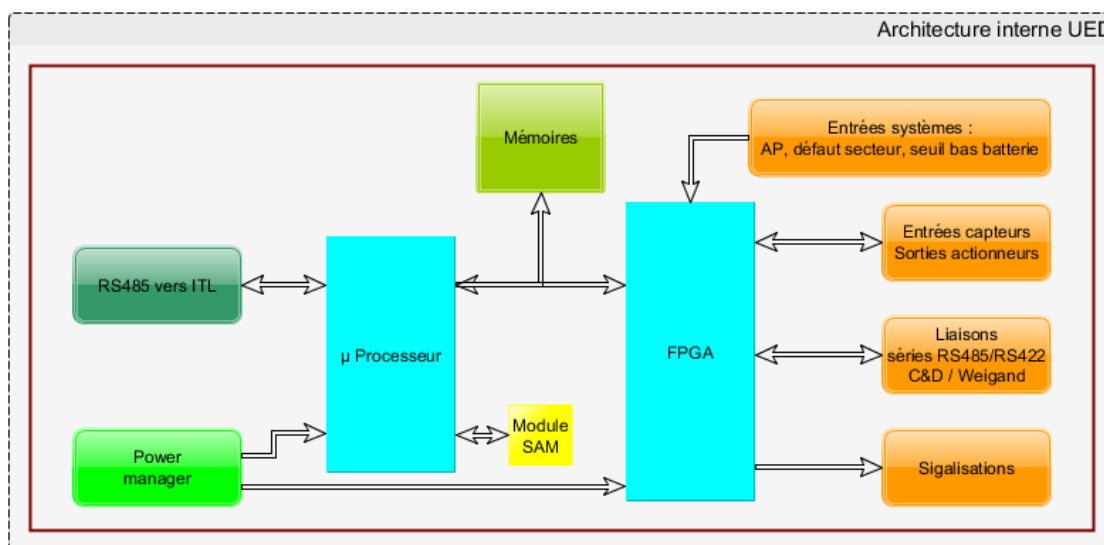 Architecture interne UED
Mémoires
Entrées systèmes :
AP, défaut secteur, seuil bas batterie
Entrées capteurs
Sorties actionneurs
RS485 vers ITL
µ Processeur
FPGA
Liaisons
séries RS485/RS422
C&D / Weigand
Module
SAM
Power
manager
Sigalisations